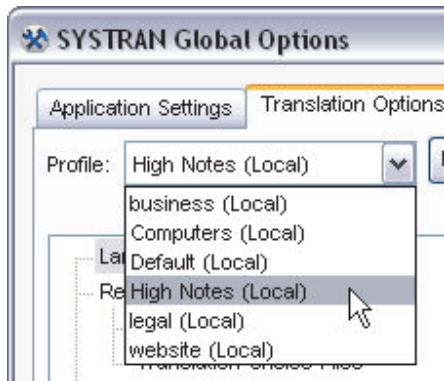 SYSTRAN Global Options
Application Settings
Translation Options
Profile: High Notes (Local)
business (Local)
Computers (Local)
Default (Local)
High Notes (Local)
legal (Local)
website (Local)